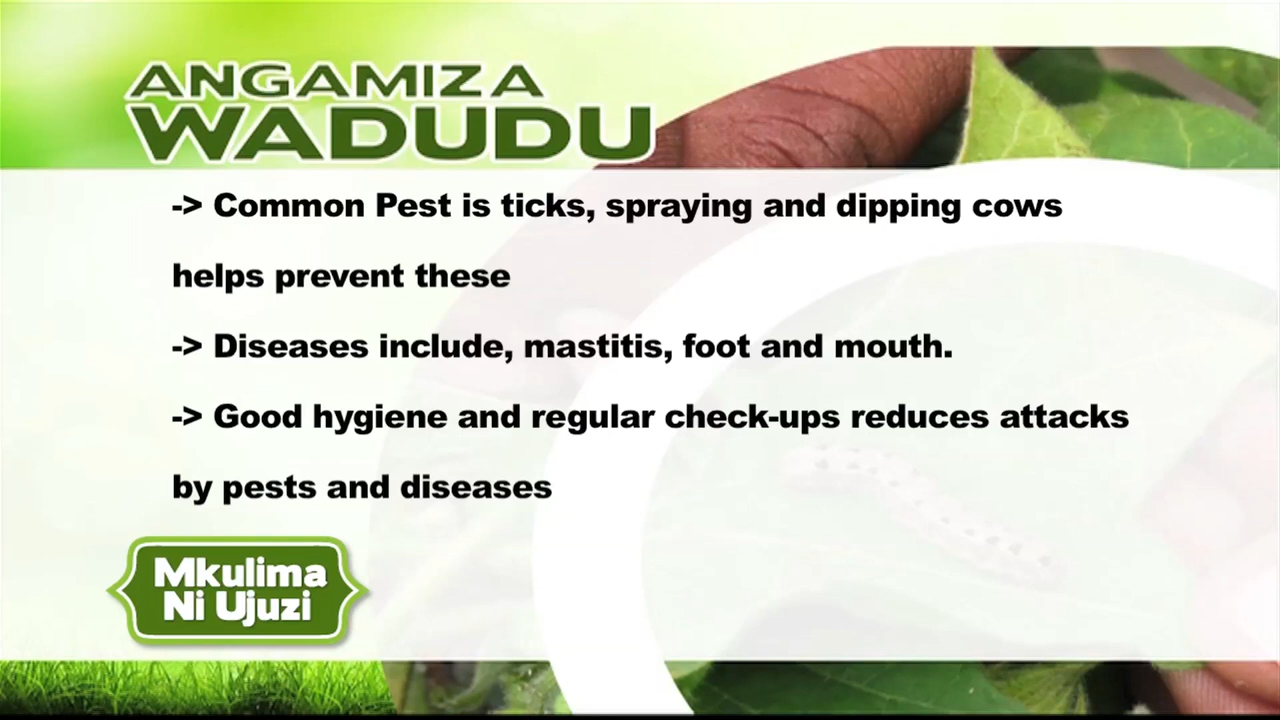 ANGAMIZA
WADUDU
-> Common Pest is ticks, spraying and dipping cows
helps prevent these
-> Diseases include, mastitis, foot and mouth.
-> Good hygiene and regular check-ups reduces attacks
by pests and diseases
Mkulima
Ni Ujuzi